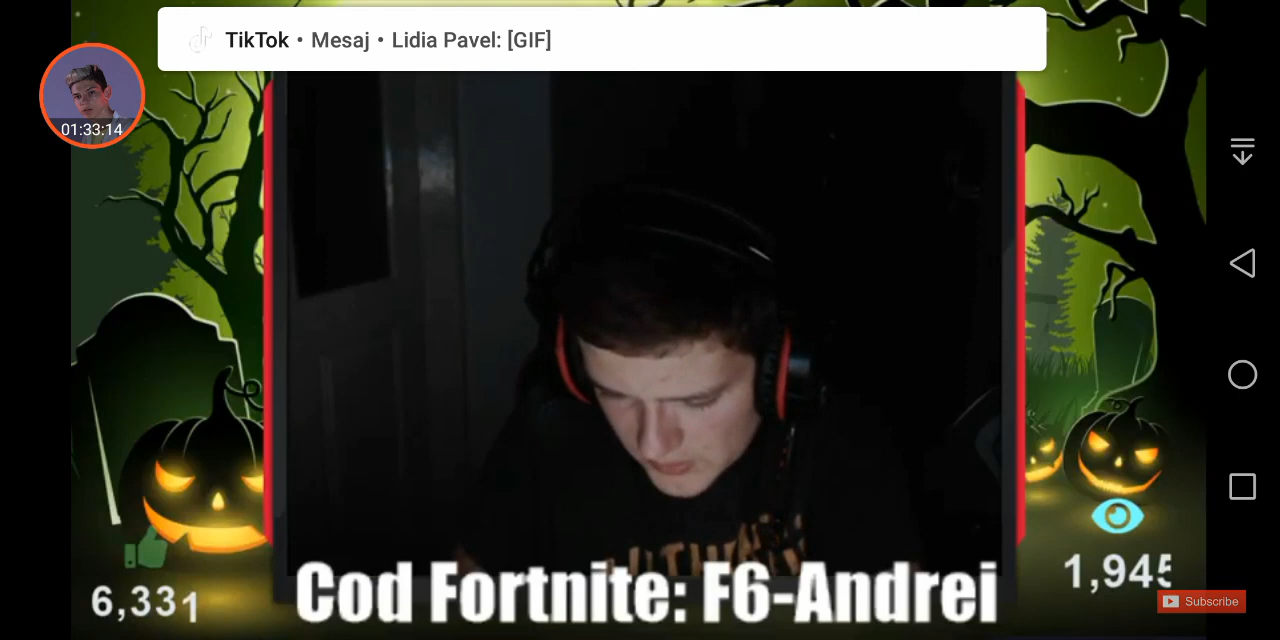 TikTok • Mesaj • Lidia Pavel: [GIF]
01:33:14
Cod Fortnite: F6-Andrei
6,331
1,945
Subscribe